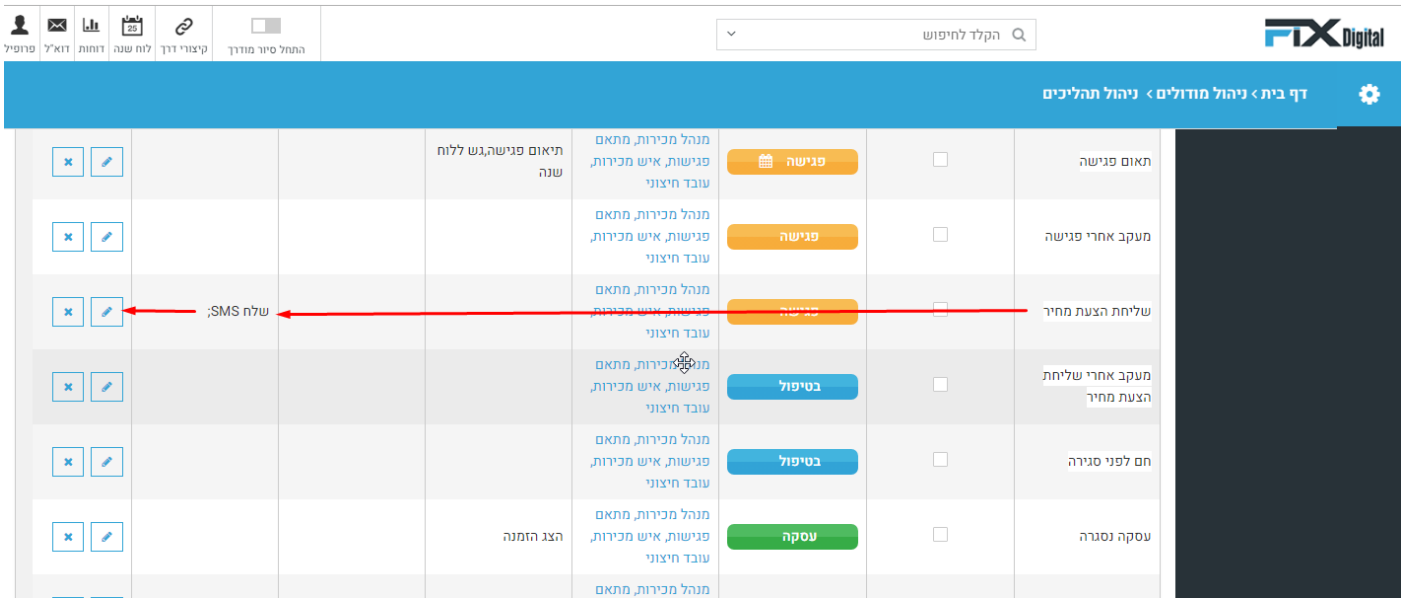 FIX Digital
הקלד לחיפוש
התחל סיור מודרך
קיצורי דרך
25
לוח שנה
דוחות
דוא"ל
פרופיל
דף בית > ניהול מודולים > ניהול תהליכים
תאום פגישה
פגישה
מנהל מכירות, מתאם
פגישות, איש מכירות,
עובד חיצוני
תיאום פגישה,גש ללוח
שנה
מעקב אחרי פגישה
פגישה
מנהל מכירות, מתאם
פגישות, איש מכירות,
עובד חיצוני
שליחת הצעת מחיר
פגישה
מנהל מכירות, מתאם
פגישות, איש מכירות,
עובד חיצוני
שלח SMS;
מעקב אחרי שליחת
הצעת מחיר
בטיפול
מנהל מכירות, מתאם
פגישות, איש מכירות,
עובד חיצוני
חם לפני סגירה
בטיפול
מנהל מכירות, מתאם
פגישות, איש מכירות,
עובד חיצוני
עסקה נסגרה
עסקה
מנהל מכירות, מתאם
פגישות, איש מכירות,
עובד חיצוני
הצג הזמנה
מנהל מכירות, מתאם